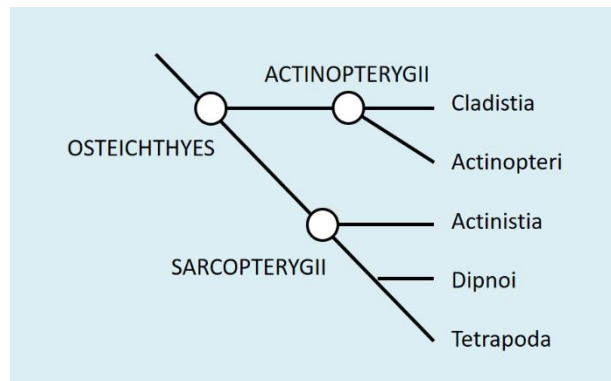 ACTINOPTERYGII
Cladistia
OSTEICHTHYES
Actinopteri
Actinistia
SARCOPTERYGII
Dipnoi
Tetrapoda